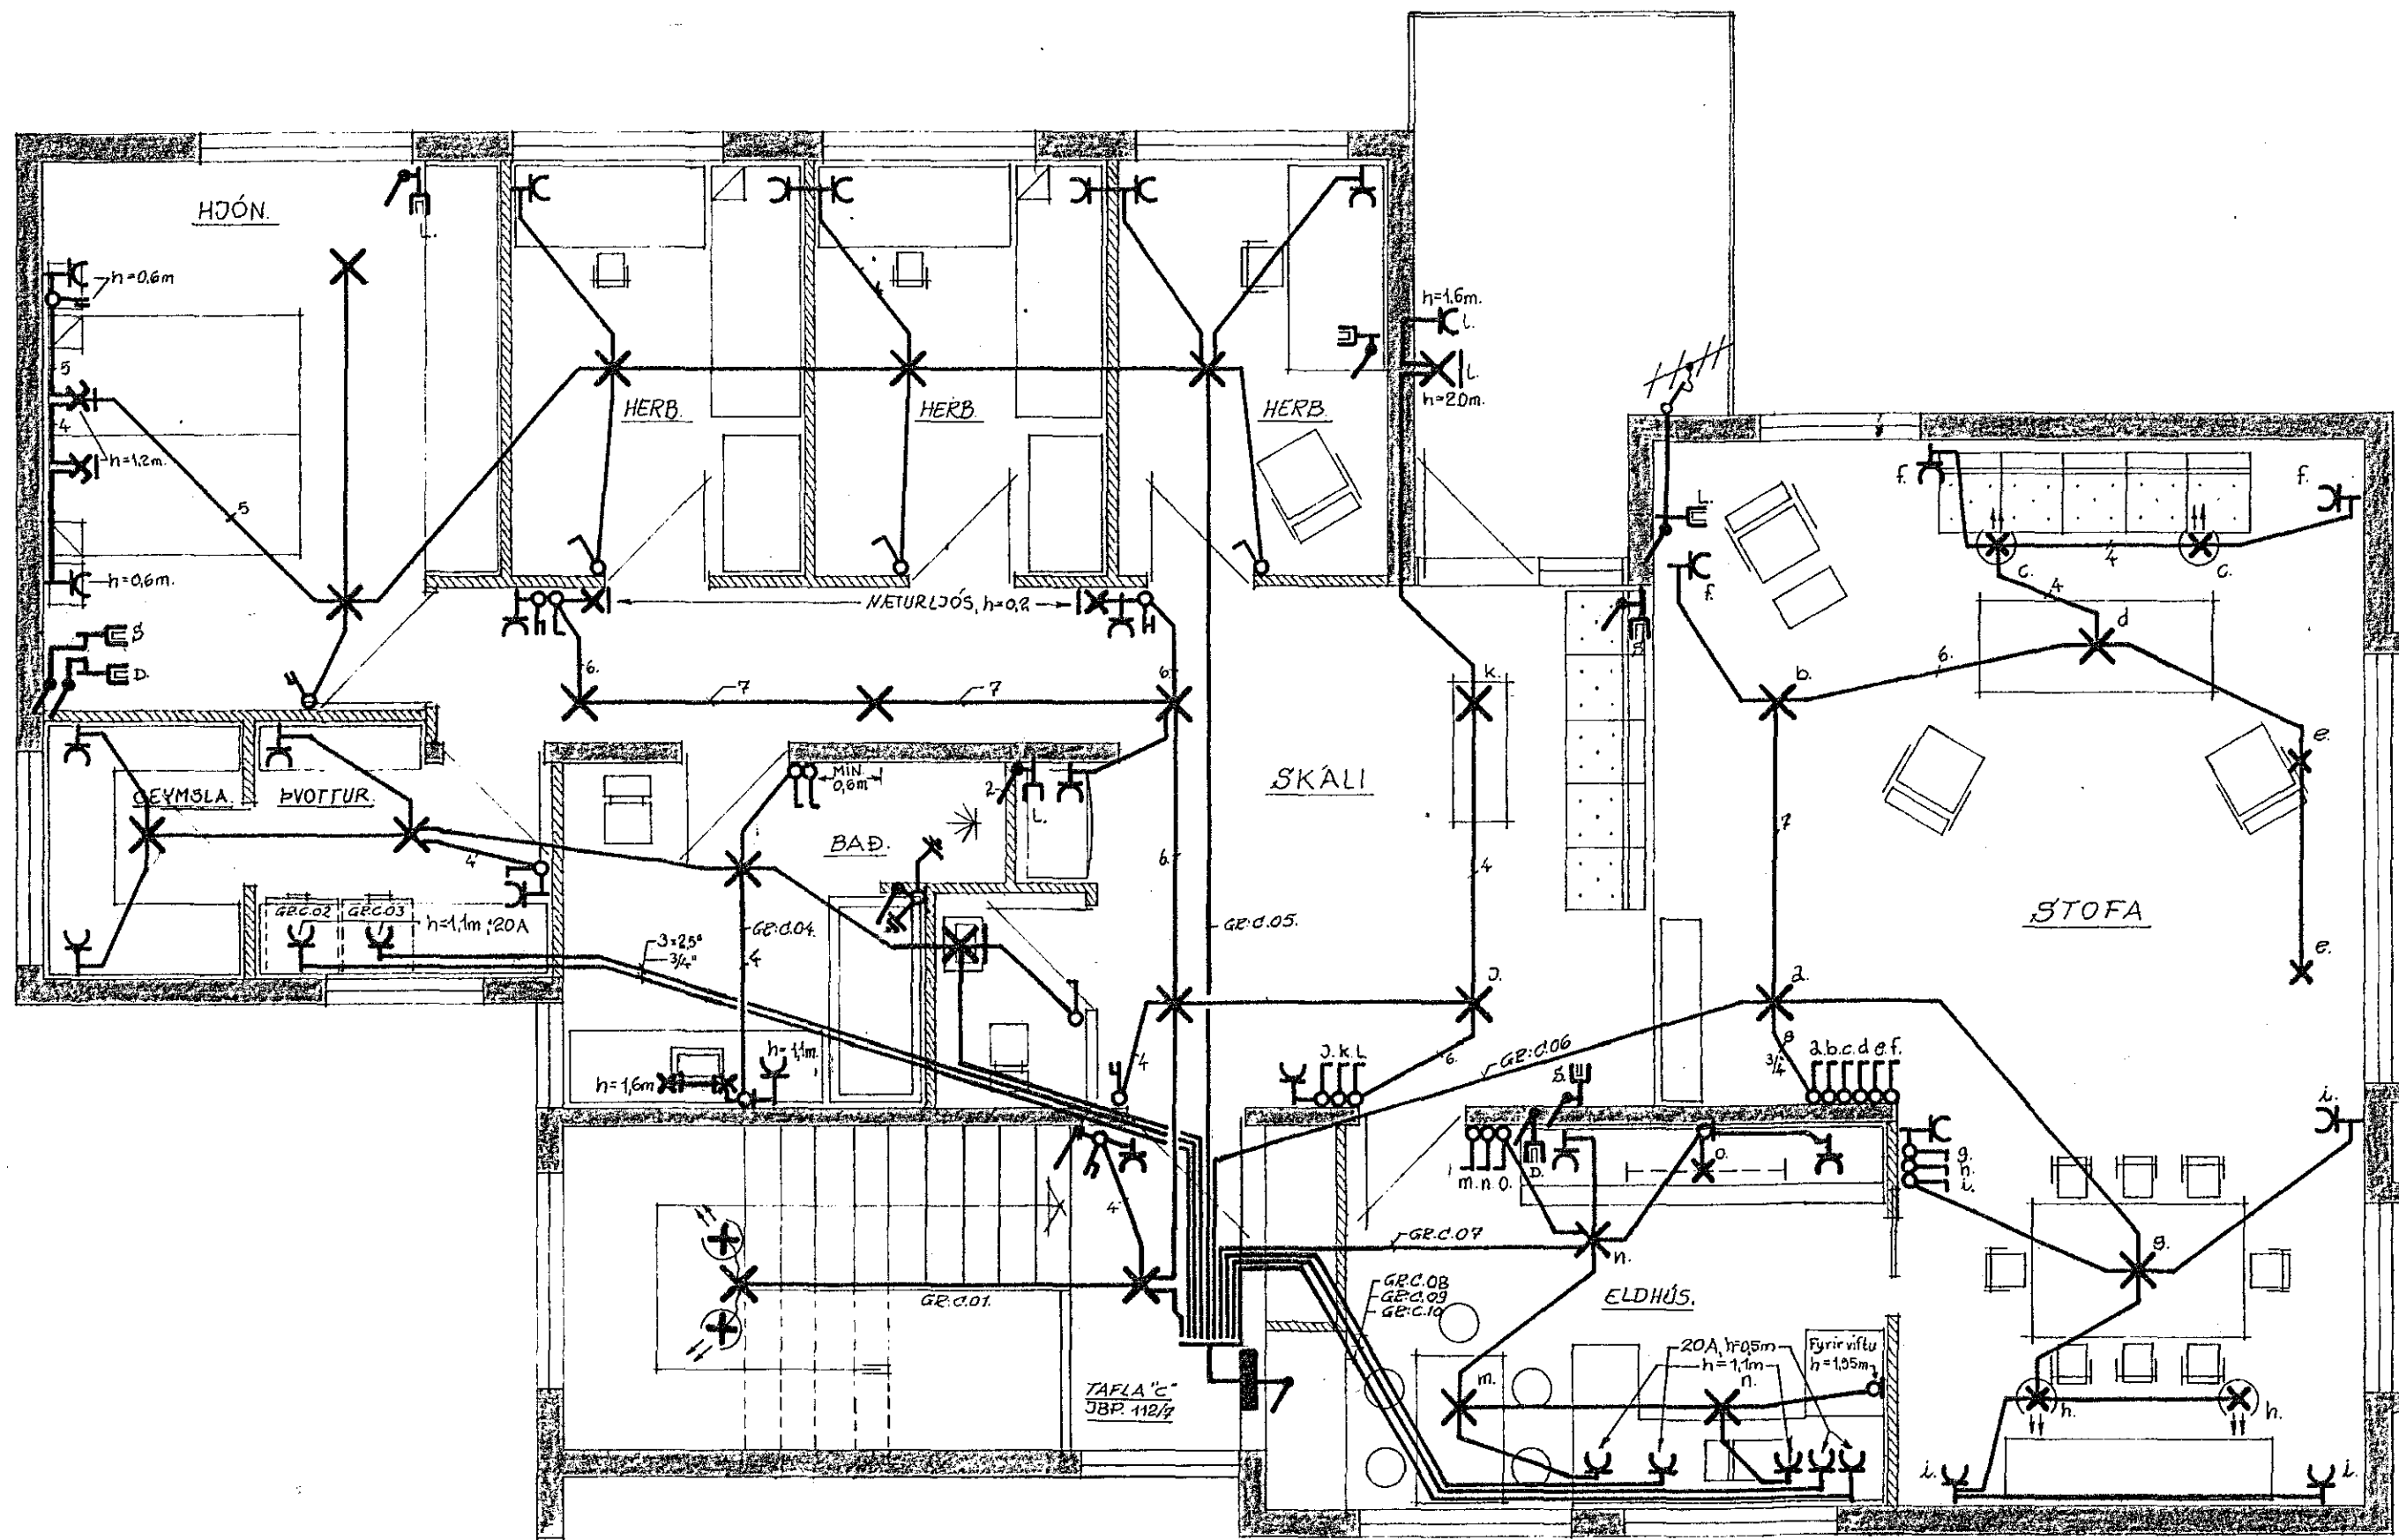 HJÓN.
L.
h=0.6m
5
4
h=1.2m.
5
h=0.6m.
S
D.
HERB.
HERB.
HERB.
h=1.6m.
L.
L.
h=2.0m.
NÆTURLJÓS, h=0.2
6.
7
7
6.
f.
f.
L.
f.
c.
4
c.
4
d
6.
b.
S.
k.
e.
GEYMSLA.
ÞVOTTUR.
MIN.
0,6m
2
L.
BAÐ.
SKÁLI
7
4
6.
4
GR.C.02
GR.C.03
h=1,1m, 20A
3x2,5"
3/4"
GR:C.04.
4
GR:C.05.
STOFA
e.
J.
a.
8
3/4"
4
6.
GR:C.06
h=1,1m.
h=1,6m
J. k. L.
S.
a.b.c.d.e.f.
i.
m.n.o.
D.
o.
g.
h.
i.
4
GR.C.07
n.
g.
GR:C.01.
GR.C.08
GR.C.09
GR.C.10
ELDHÚS.
20A, h=0,5m
h=1,1m
n.
Fyrir viftu
h=1,95m
m.
TAFLA "C"
JBP. 112/7
h.
h.
i.
i.